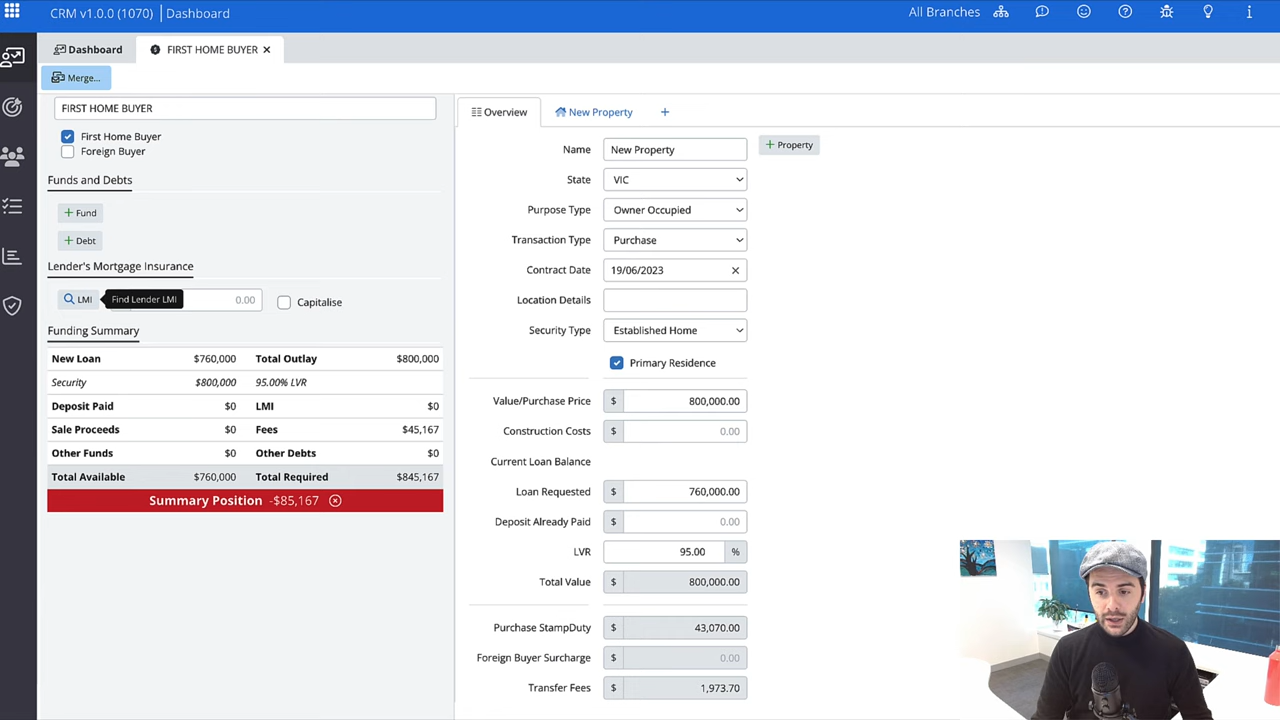 CRM v1.0.0 (1070) | Dashboard
All Branches
Dashboard
FIRST HOME BUYER
Merge...
FIRST HOME BUYER
First Home Buyer
Foreign Buyer
Funds and Debts
+ Fund
+ Debt
Lender's Mortgage Insurance
LMI
Find Lender LMI
0.00
Capitalise
Funding Summary
New Loan $760,000 Total Outlay $800,000
Security $800,000 95.00% LVR
Deposit Paid $0 LMI $0
Sale Proceeds $0 Fees $45,167
Other Funds $0 Other Debts $0
Total Available $760,000 Total Required $845,167
Summary Position -$85,167
Overview
New Property
+
Name New Property
+ Property
State VIC
Purpose Type Owner Occupied
Transaction Type Purchase
Contract Date 19/06/2023
Location Details
Security Type Established Home
Primary Residence
Value/Purchase Price $ 800,000.00
Construction Costs $ 0.00
Current Loan Balance
Loan Requested $ 760,000.00
Deposit Already Paid $ 0.00
LVR 95.00 %
Total Value $ 800,000.00
Purchase StampDuty $ 43,070.00
Foreign Buyer Surcharge $ 0.00
Transfer Fees $ 1,973.70